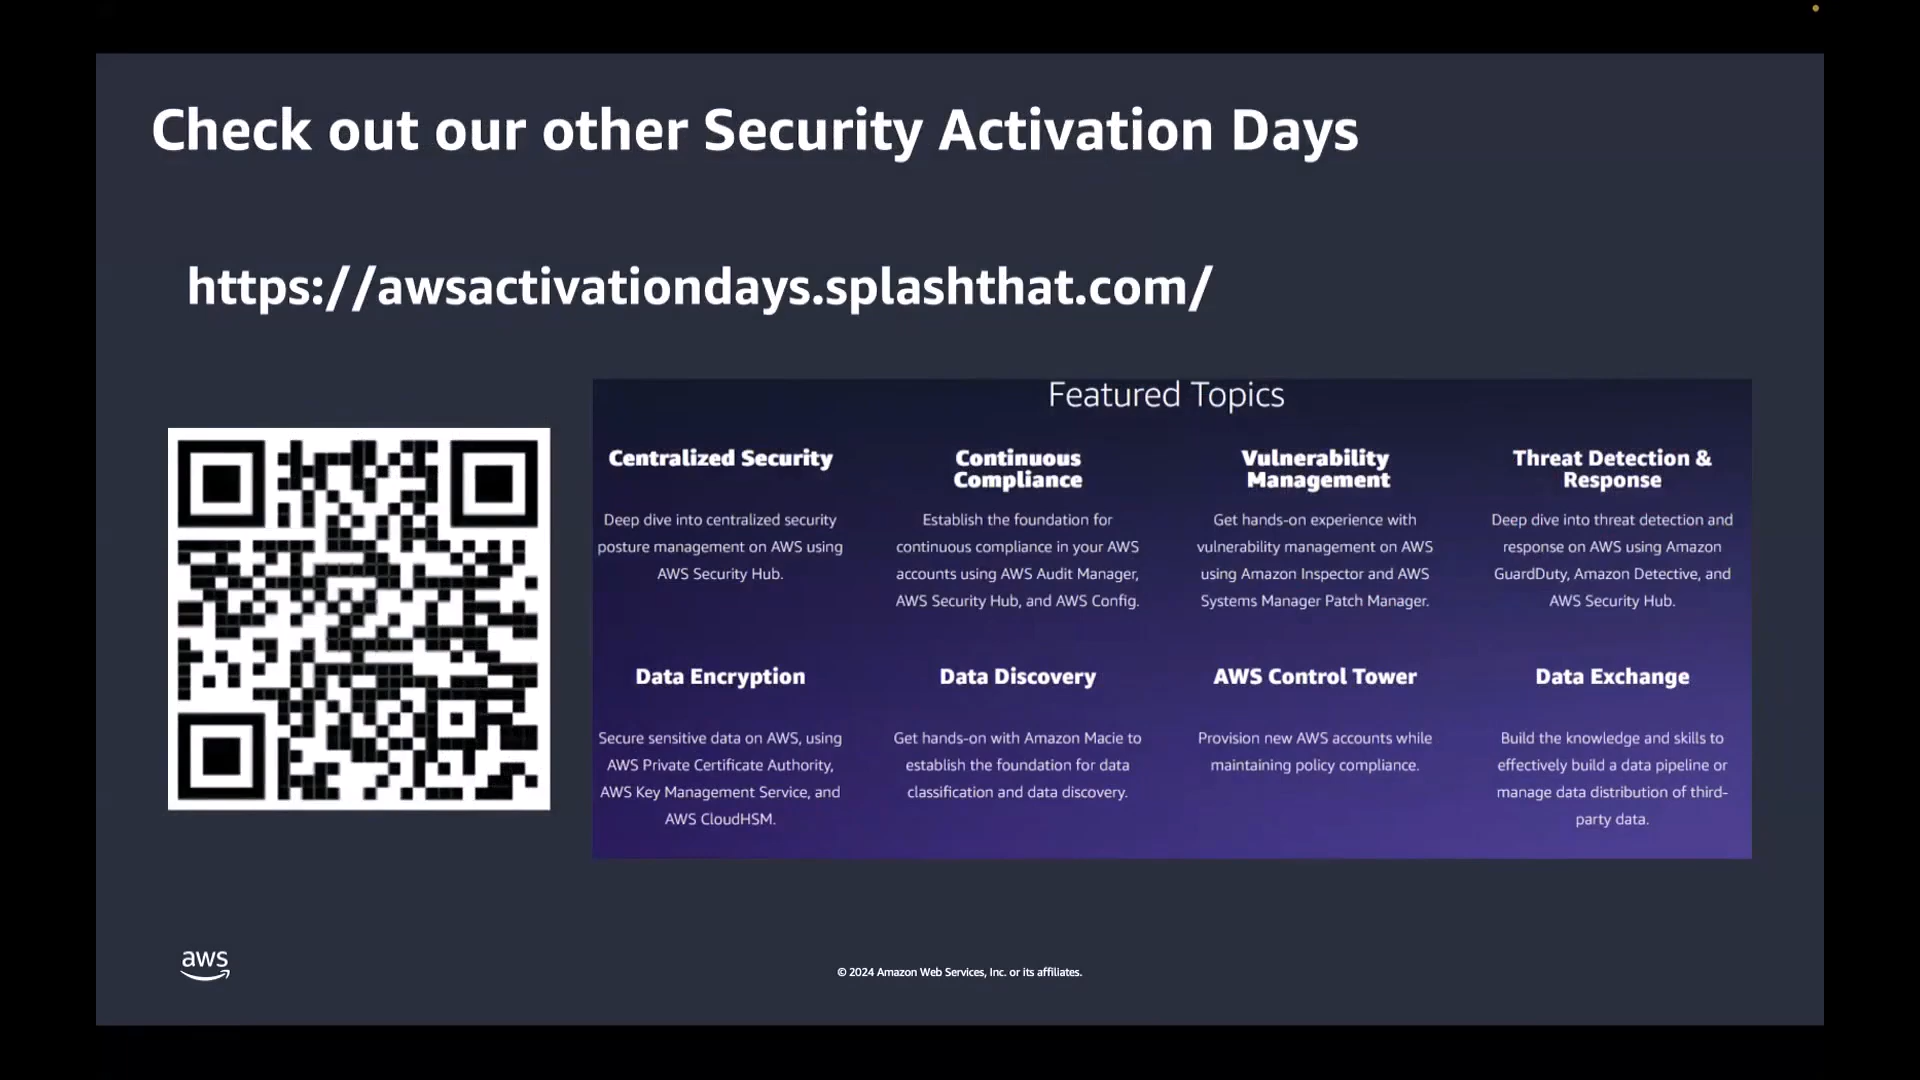 Check out our other Security Activation Days
https://awsactivationdays.splashthat.com/
Featured Topics
Centralized Security
Deep dive into centralized security
posture management on AWS using
AWS Security Hub.
Continuous
Compliance
Establish the foundation for
continuous compliance in your AWS
accounts using AWS Audit Manager,
AWS Security Hub, and AWS Config.
Vulnerability
Management
Get hands-on experience with
vulnerability management on AWS
using Amazon Inspector and AWS
Systems Manager Patch Manager.
Threat Detection &
Response
Deep dive into threat detection and
response on AWS using Amazon
GuardDuty, Amazon Detective, and
AWS Security Hub.
Data Encryption
Secure sensitive data on AWS, using
AWS Private Certificate Authority,
AWS Key Management Service, and
AWS CloudHSM.
Data Discovery
Get hands-on with Amazon Macie to
establish the foundation for data
classification and data discovery.
AWS Control Tower
Provision new AWS accounts while
maintaining policy compliance.
Data Exchange
Build the knowledge and skills to
effectively build a data pipeline or
manage data distribution of third-
party data.
aws
© 2024 Amazon Web Services, Inc. or its affiliates.